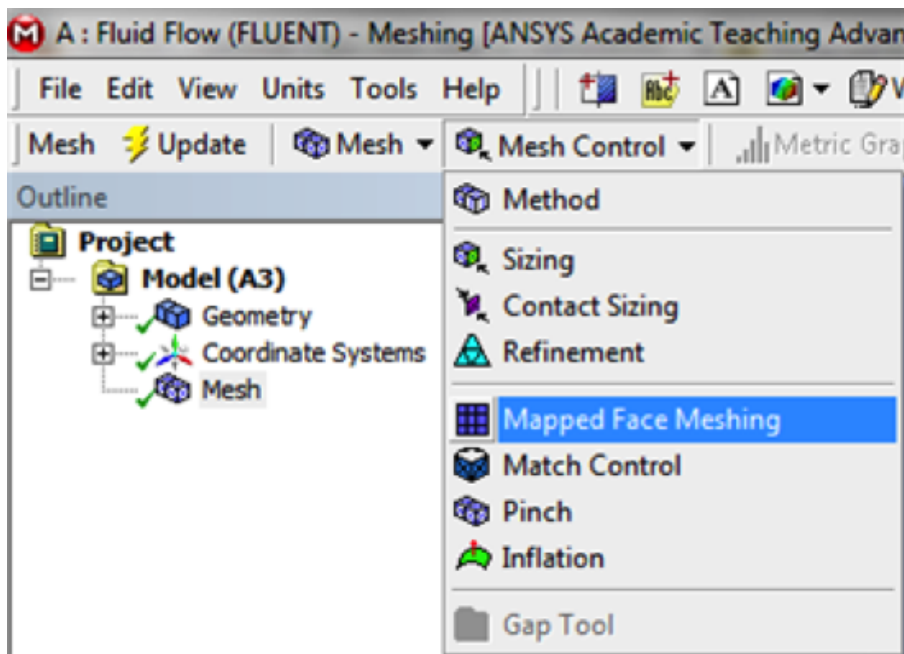 A : Fluid Flow (FLUENT) - Meshing [ANSYS Academic Teaching Advan
File Edit View Units Tools Help
Mesh Update Mesh Mesh Control Metric Gra
Outline
Project
Model (A3)
Geometry
Coordinate Systems
Mesh
Method
Sizing
Contact Sizing
Refinement
Mapped Face Meshing
Match Control
Pinch
Inflation
Gap Tool